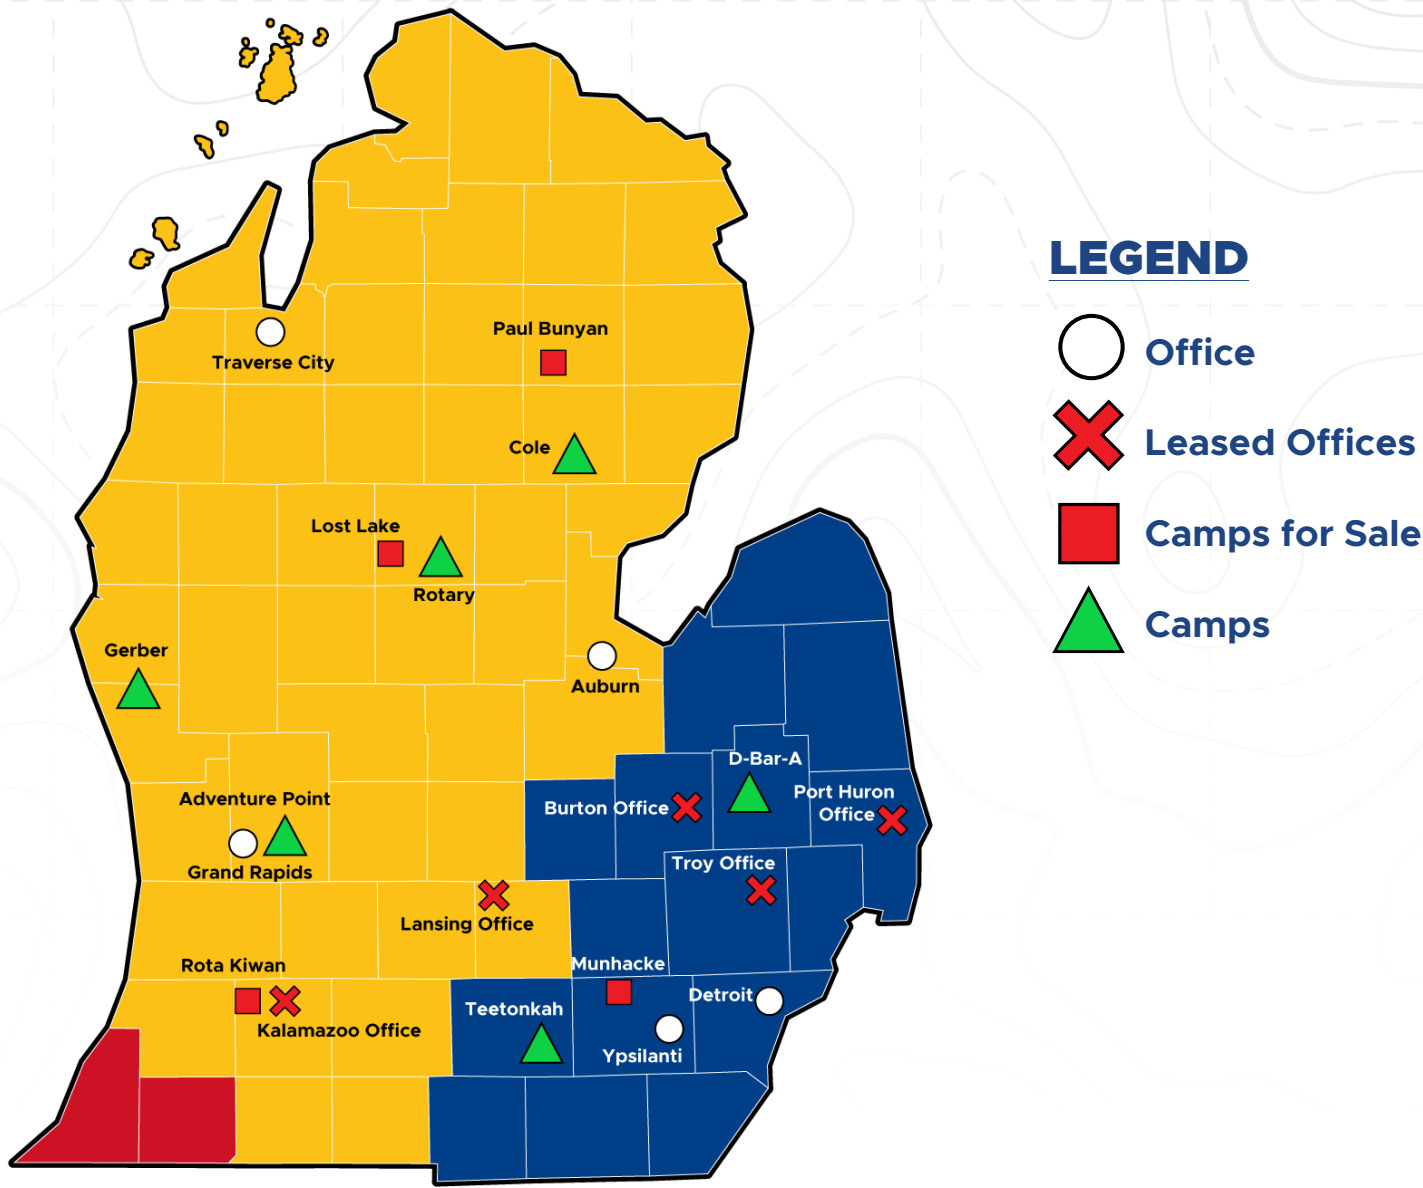 LEGEND
Office
Leased Offices
Camps for Sale
Camps
Paul Bunyan
Traverse City
Cole
Lost Lake
Rotary
Gerber
Auburn
D-Bar-A
Adventure Point
Burton Office
Port Huron
Office
Grand Rapids
Troy Office
Lansing Office
Munhacke
Rota Kiwan
Detroit
Teetonkah
Kalamazoo Office
Ypsilanti